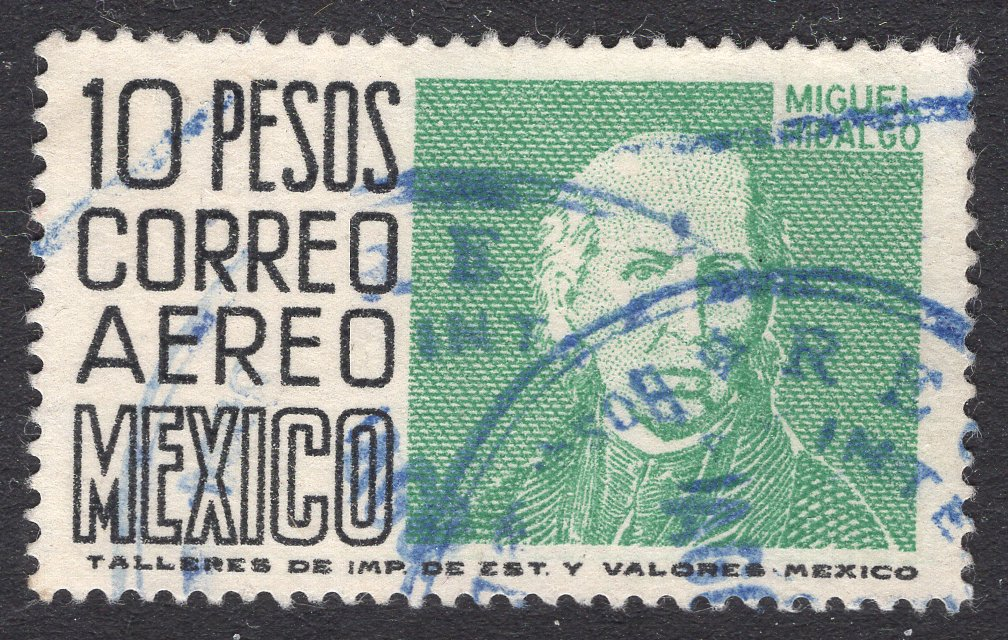 10 PESOS
CORREO
AEREO
MEXICO
MIGUEL
HIDALGO
TALLERES DE IMP. DE EST. Y VALORES-MEXICO